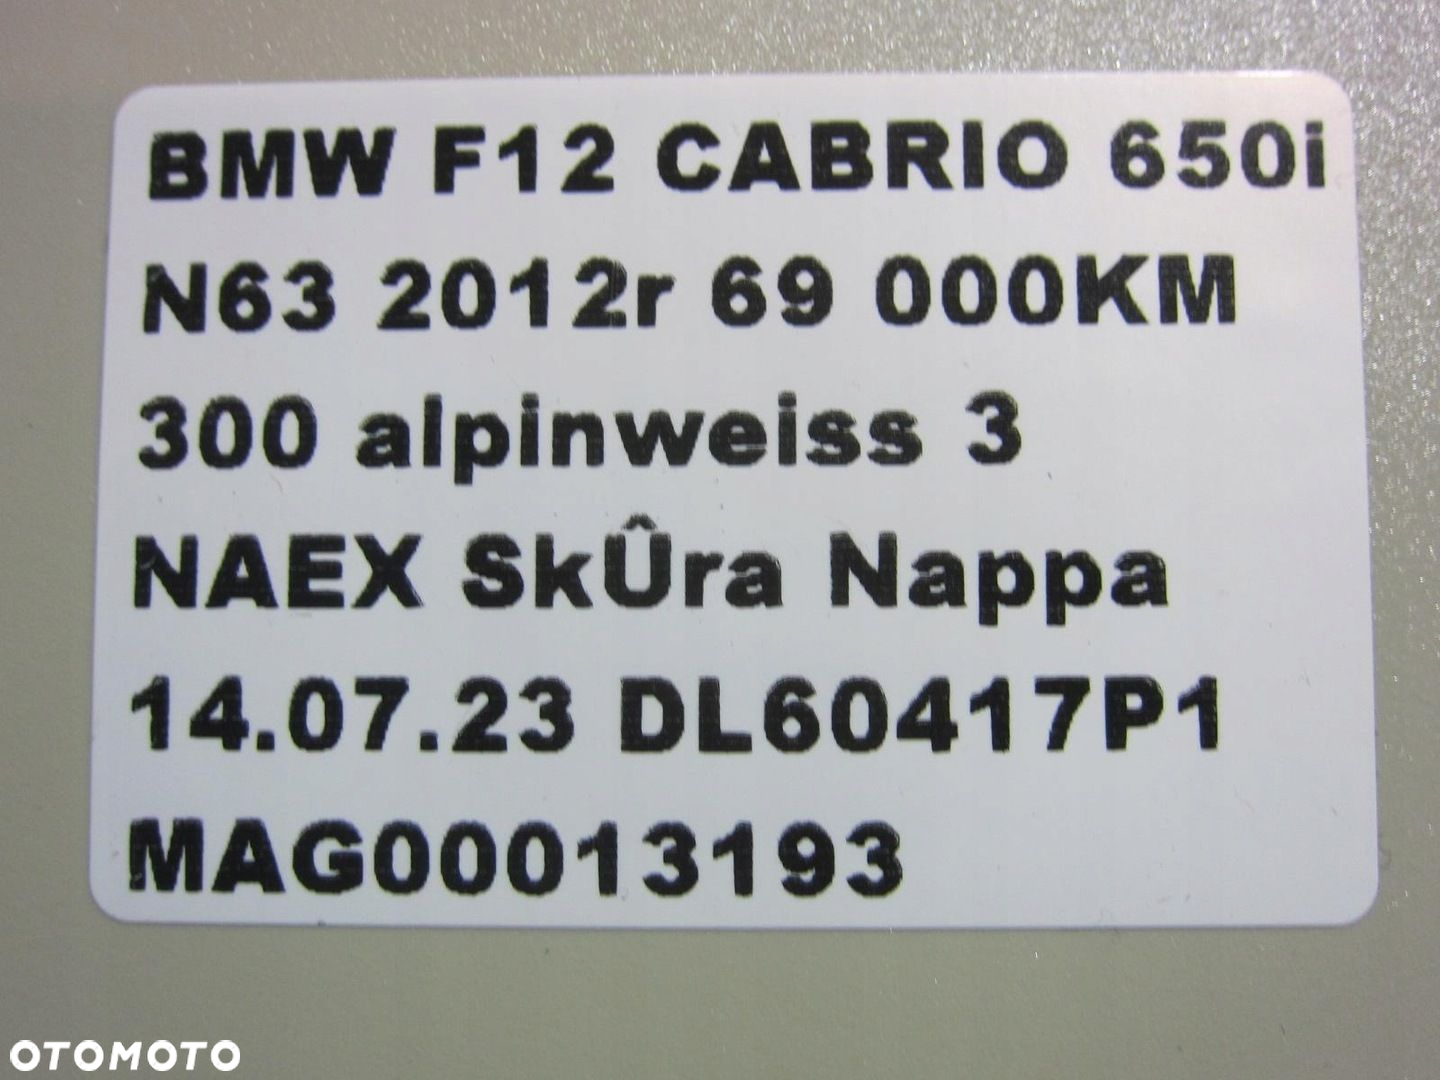 BMW F12 CABRIO 650i
N63 2012r 69 000KM
300 alpinweiss 3
NAEX SkÛra Nappa
14.07.23 DL60417P1
MAG00013193
OTOMOTO